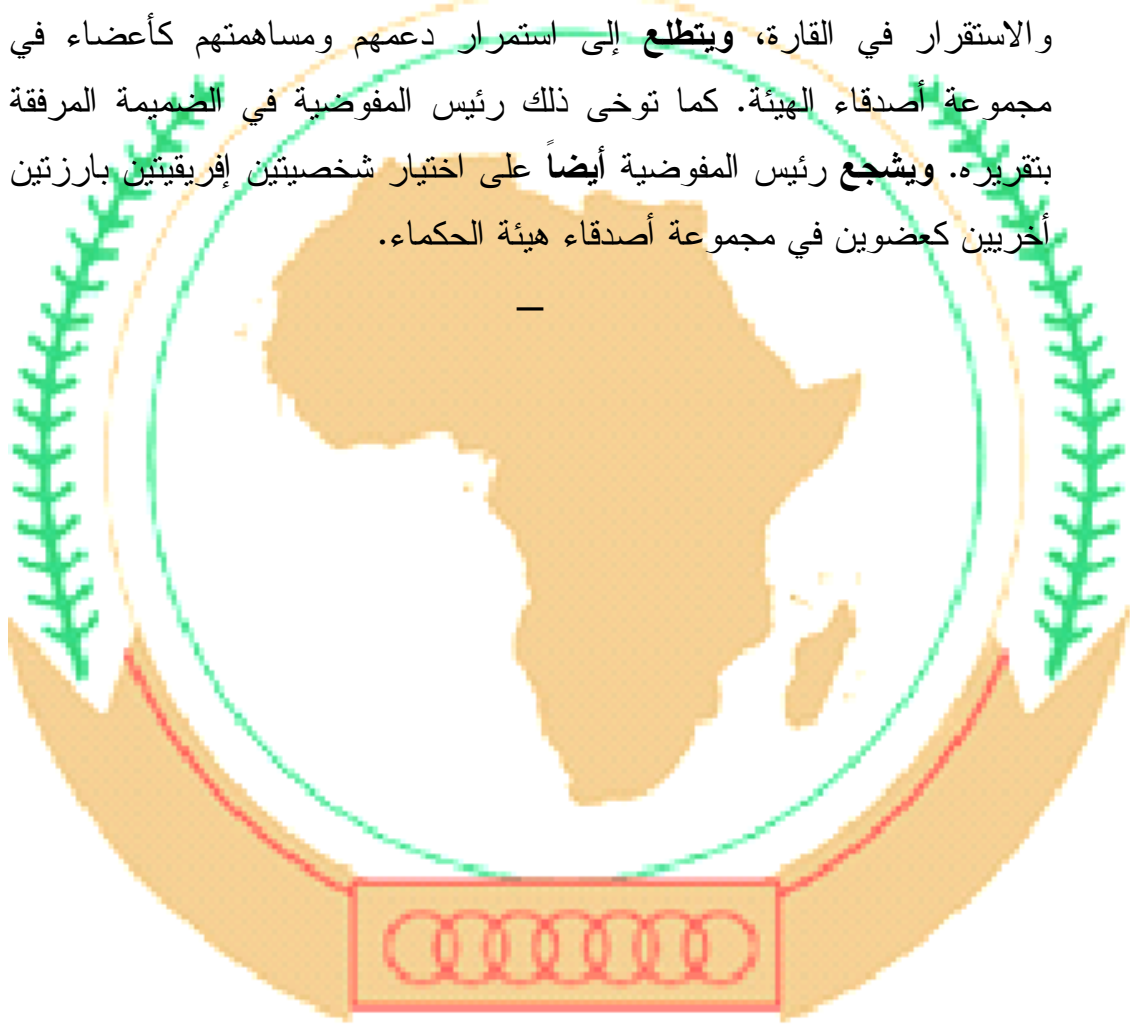 والاستقرار في القارة، ويتطلع إلى استمرار دعمهم ومساهمتهم كأعضاء في
مجموعة أصدقاء الهيئة. كما توخى ذلك رئيس المفوضية في الضميمة المرفقة
بتقريره. ويشجع رئيس المفوضية أيضاً على اختيار شخصيتين إفريقيتين بارزتين
أخريين كعضوين في مجموعة أصدقاء هيئة الحكماء.
–